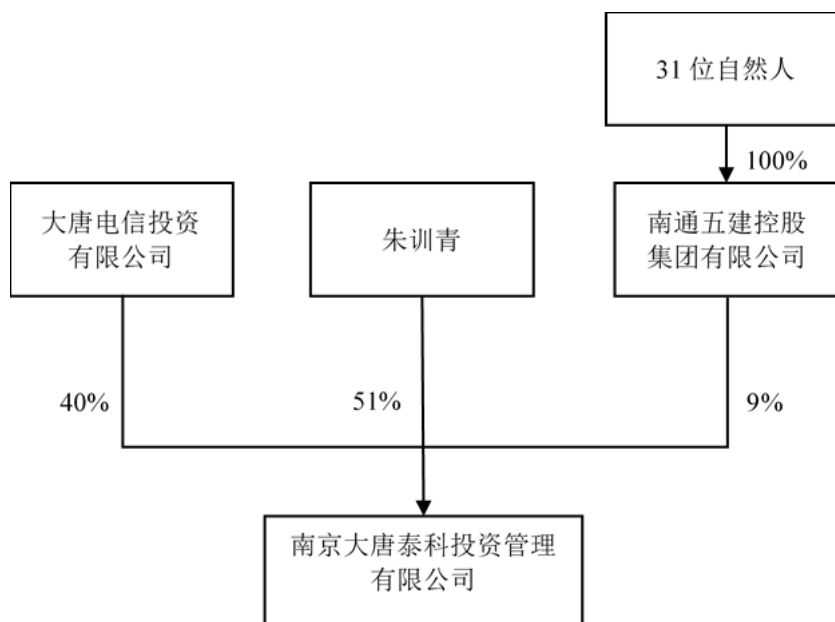 31 位自然人
100%
大唐电信投资
有限公司
朱训青
南通五建控股
集团有限公司
40%
51%
9%
南京大唐泰科投资管理
有限公司